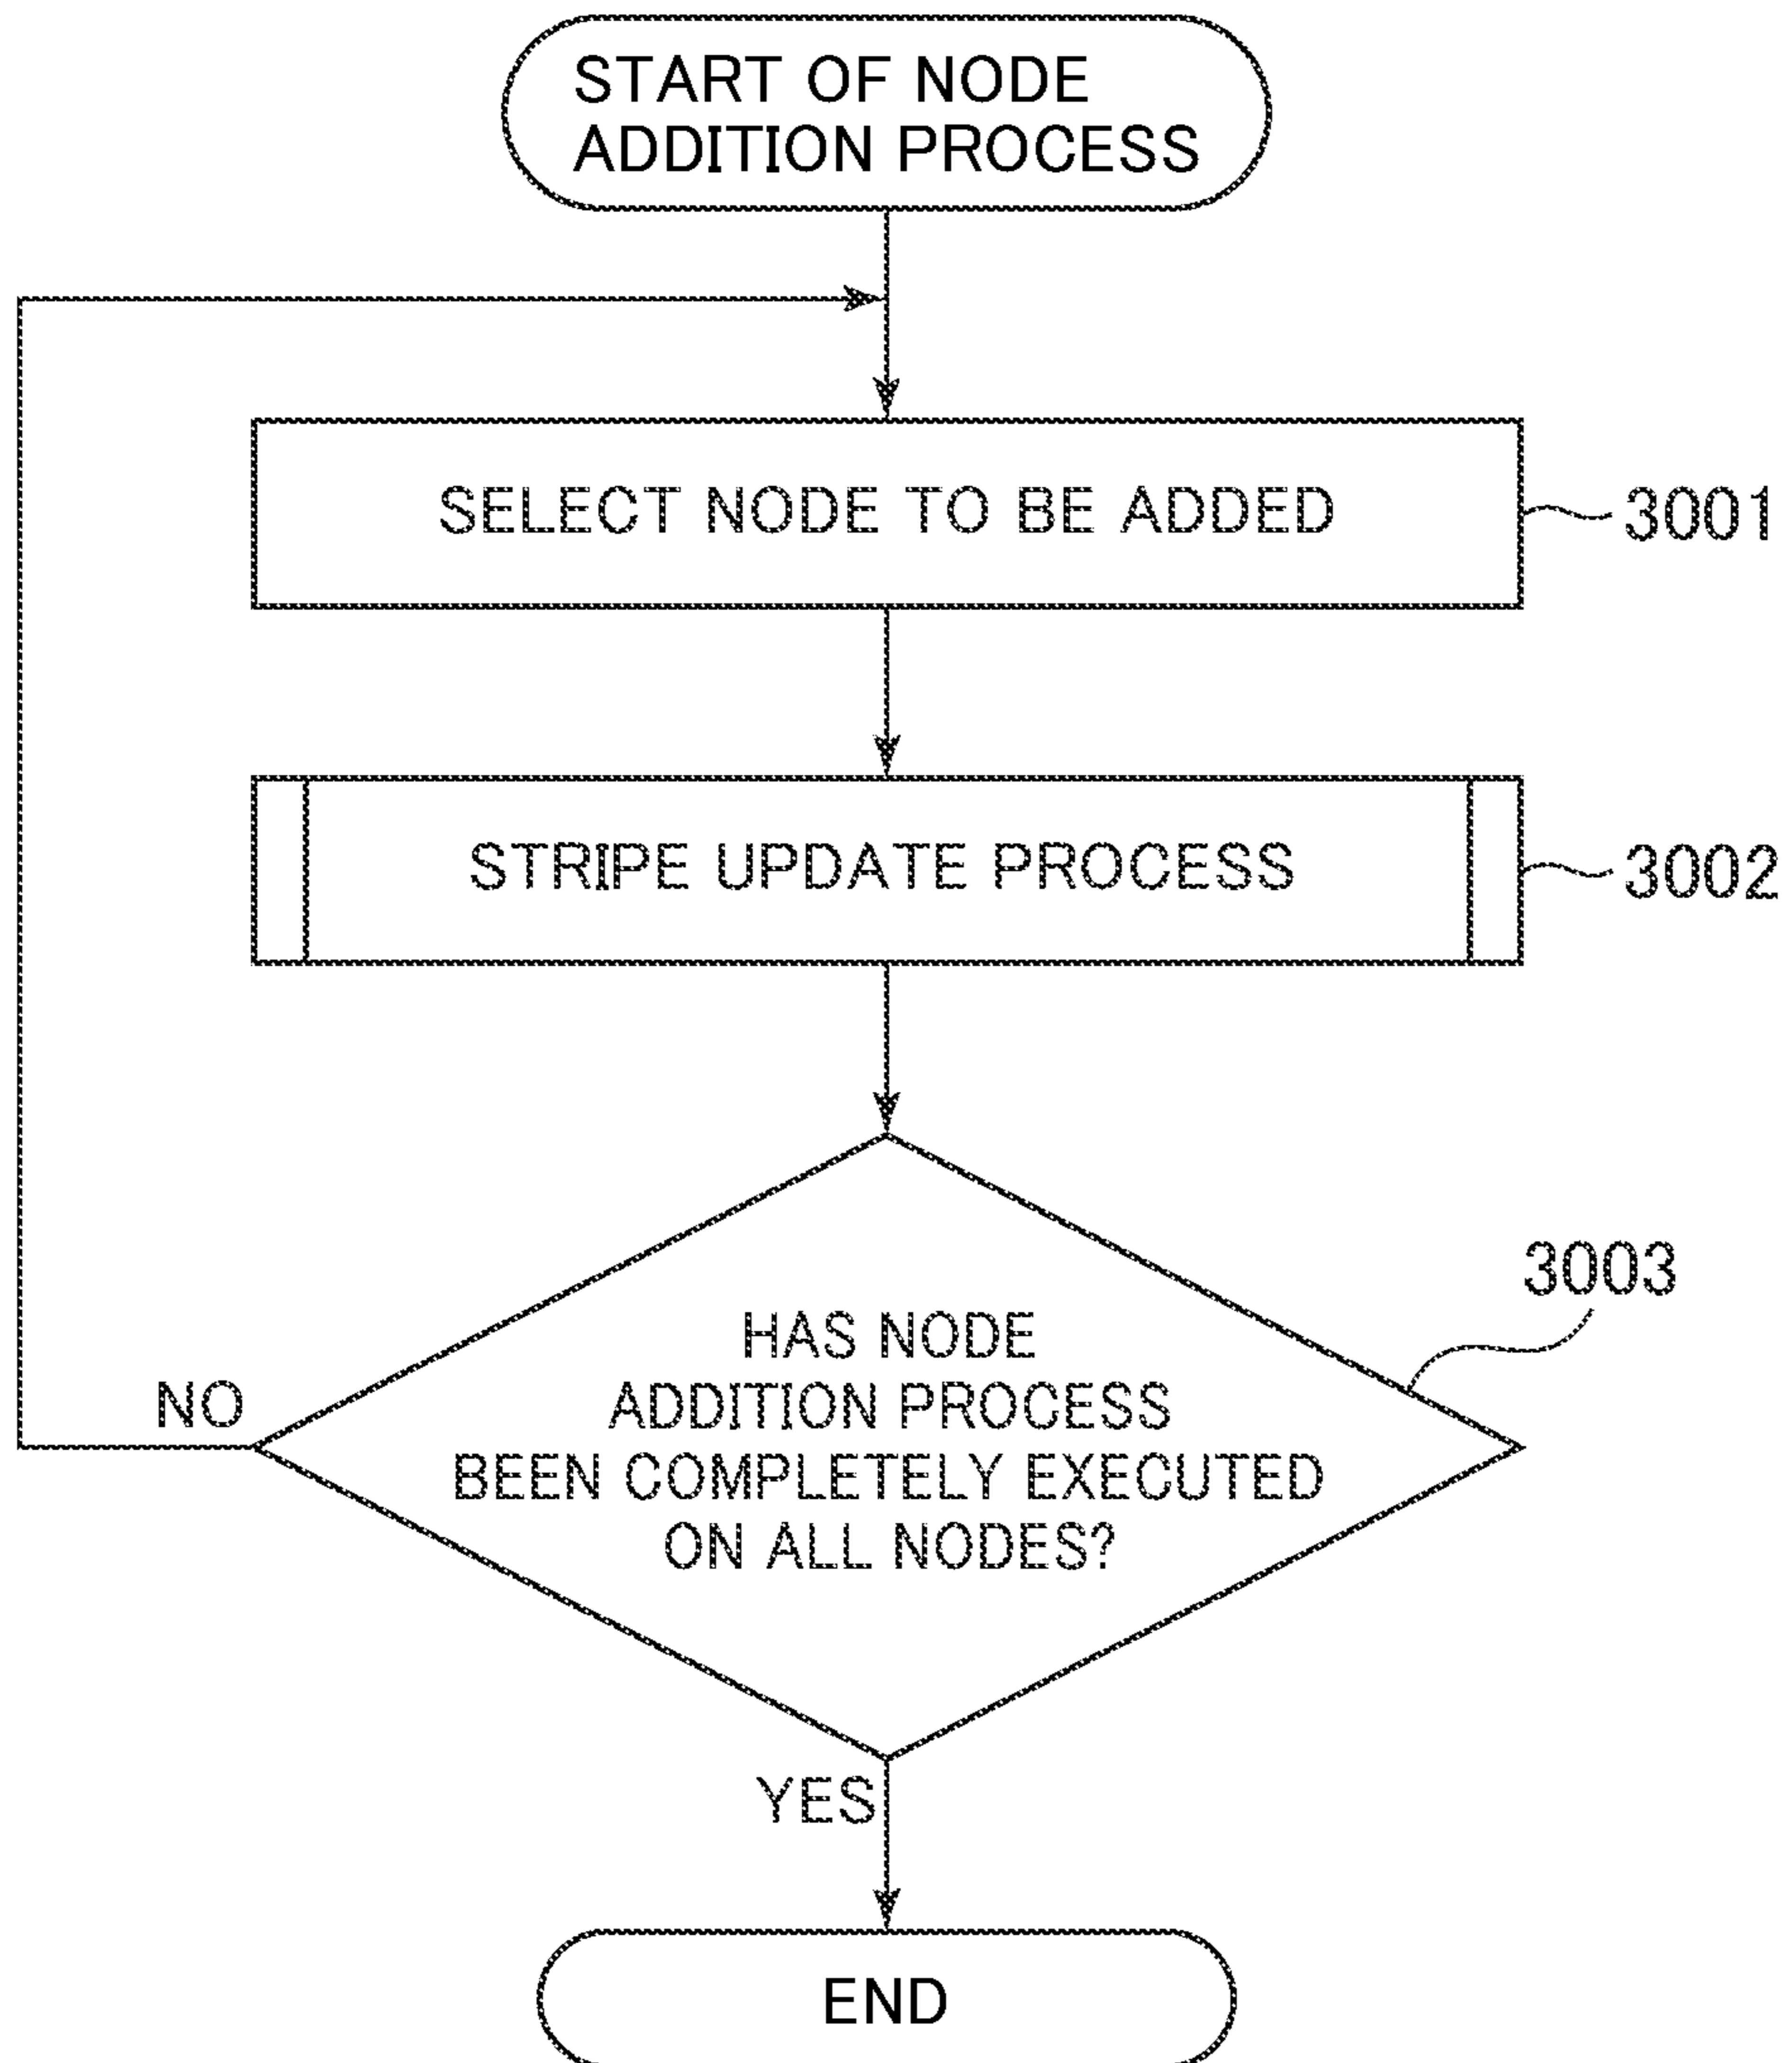 START OF NODE
ADDITION PROCESS
SELECT NODE TO BE ADDED
3001
STRIPE UPDATE PROCESS
3002
3003
HAS NODE
ADDITION PROCESS
BEEN COMPLETELY EXECUTED
ON ALL NODES?
NO
YES
END